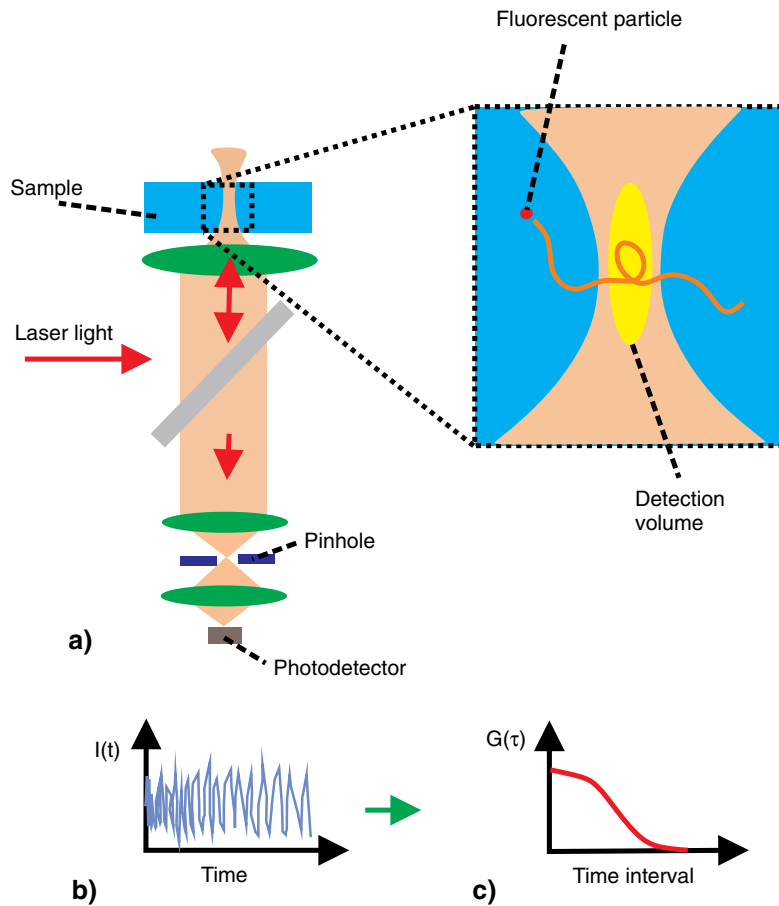 Fluorescent particle
Sample
Laser light
Detection
volume
Pinhole
a)
Photodetector
I(t)
G(τ)
Time
Time interval
b)
c)